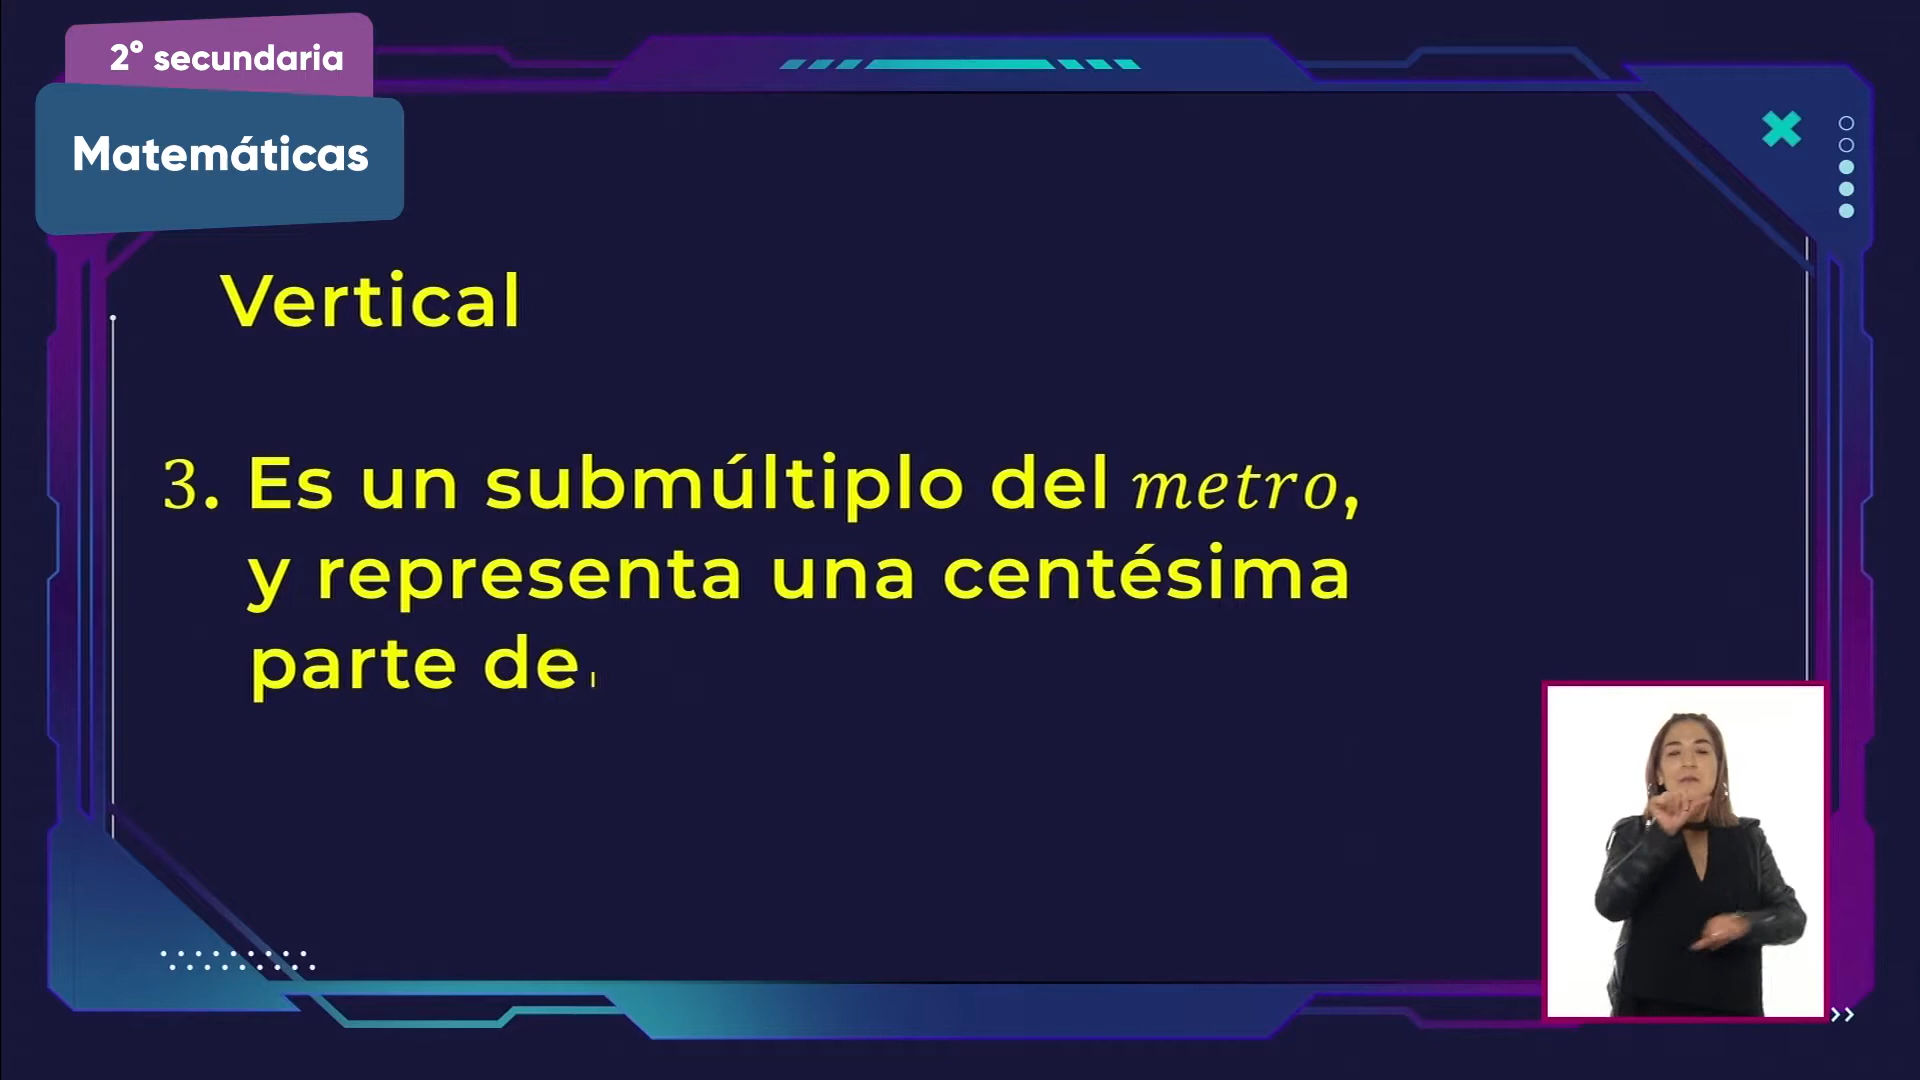 2° secundaria
Matemáticas
Vertical
3. Es un submúltiplo del metro,
y representa una centésima
parte de